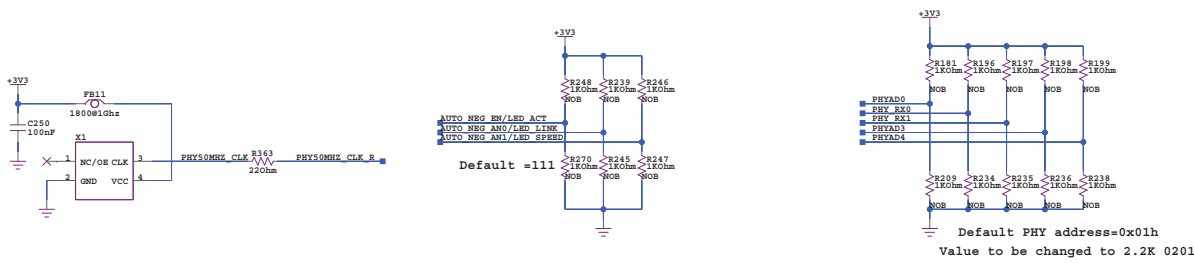 +3V3
FB11
1800@1Ghz
C250
100nF
X1
1
NC/OE
CLK
3
2
GND
VCC
4
PHY50MHZ_CLK
R363
22Ohm
PHY50MHZ_CLK_R
+3V3
R248
1KOhm
NOB
R239
1KOhm
NOB
R246
1KOhm
NOB
AUTO_NEG_EN/LED_ACT
AUTO_NEG_AN0/LED_LINK
AUTO_NEG_AN1/LED_SPEED
Default =111
R270
1KOhm
NOB
R245
1KOhm
NOB
R247
1KOhm
NOB
+3V3
R181
1KOhm
NOB
R196
1KOhm
NOB
R197
1KOhm
NOB
R198
1KOhm
NOB
R199
1KOhm
NOB
PHYAD0
PHY_RX0
PHY_RX1
PHYAD3
PHYAD4
R209
1KOhm
NOB
R234
1KOhm
NOB
R235
1KOhm
NOB
R236
1KOhm
NOB
R238
1KOhm
NOB
Default PHY address=0x01h
Value to be changed to 2.2K 0201